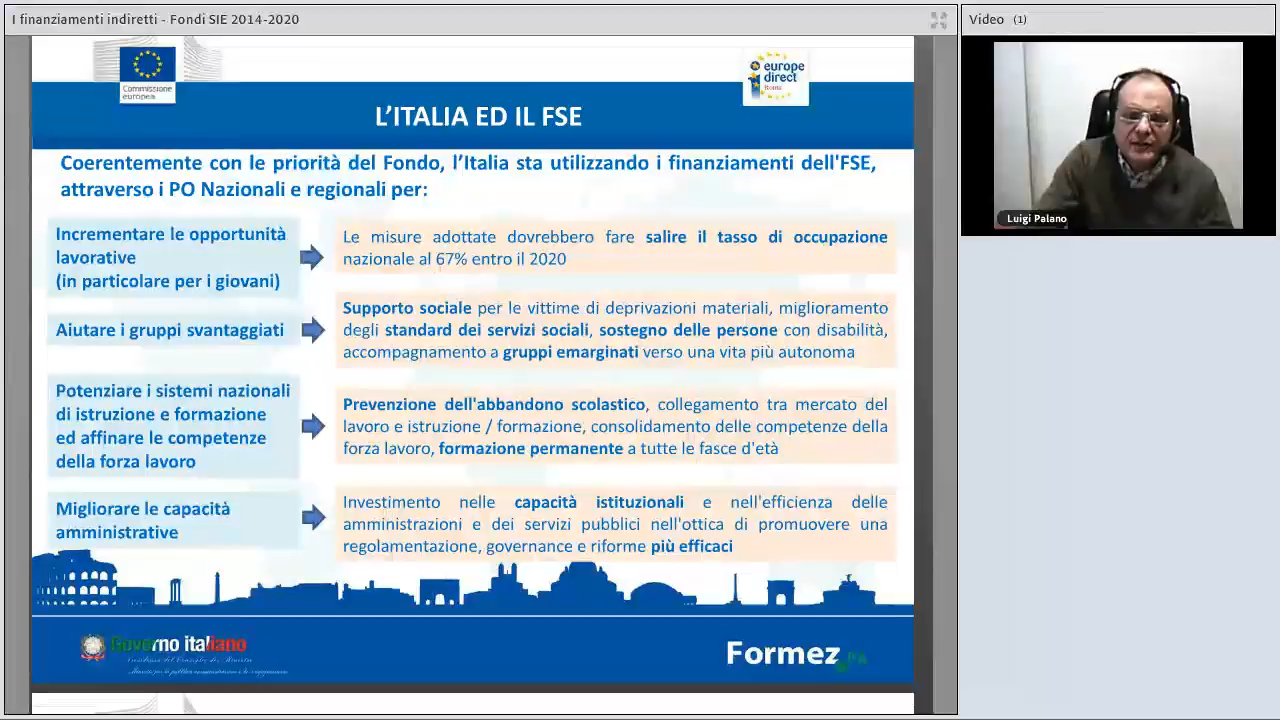 I finanziamenti indiretti - Fondi SIE 2014-2020
Video (1)
Commissione
europea
europe
direct
Roma
L’ITALIA ED IL FSE
Luigi Palano
Coerentemente con le priorità del Fondo, l’Italia sta utilizzando i finanziamenti dell'FSE,
attraverso i PO Nazionali e regionali per:
Incrementare le opportunità
lavorative
(in particolare per i giovani)
Le misure adottate dovrebbero fare salire il tasso di occupazione
nazionale al 67% entro il 2020
Aiutare i gruppi svantaggiati
Supporto sociale per le vittime di deprivazioni materiali, miglioramento
degli standard dei servizi sociali, sostegno delle persone con disabilità,
accompagnamento a gruppi emarginati verso una vita più autonoma
Potenziare i sistemi nazionali
di istruzione e formazione
ed affinare le competenze
della forza lavoro
Prevenzione dell'abbandono scolastico, collegamento tra mercato del
lavoro e istruzione / formazione, consolidamento delle competenze della
forza lavoro, formazione permanente a tutte le fasce d'età
Migliorare le capacità
amministrative
Investimento nelle capacità istituzionali e nell'efficienza delle
amministrazioni e dei servizi pubblici nell'ottica di promuovere una
regolamentazione, governance e riforme più efficaci
Governo italiano
Presidenza del Consiglio dei Ministri
Formez PA